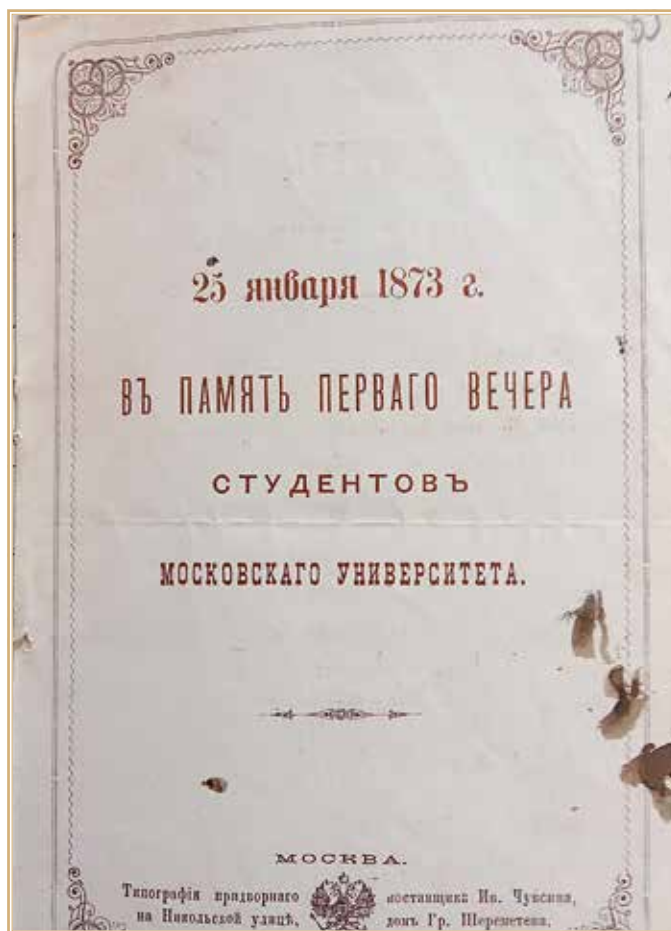 25 января 1873 г.
ВЪ ПАМЯТЬ ПЕРВАГО ВЕЧЕРА
СТУДЕНТОВЪ
МОСКОВСКАГО УНИВЕРСИТЕТА.
МОСКВА.
Типографія придворнаго поставщика Ив. Чуксина,
на Никольской улицѣ, домъ Гр. Шереметева,